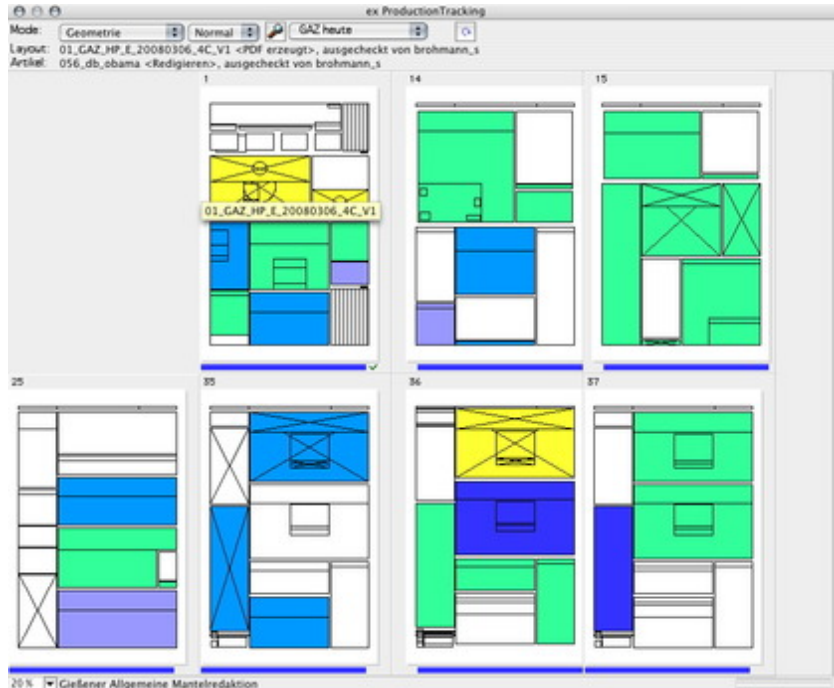 ex ProductionTracking
Mode: Geometrie Normal GAZ heute
Layout: 01_GAZ_HP_E_20080306_4C_V1 <PDF erzeugt>, ausgecheckt von brohmann_s
Artikel: 056_db_obama <Redigieren>, ausgecheckt von brohmann_s
1 14 15
01_GAZ_HP_E_20080306_4C_V1
25 35 36 37
20 % Gießener Allgemeine Mantelredaktion